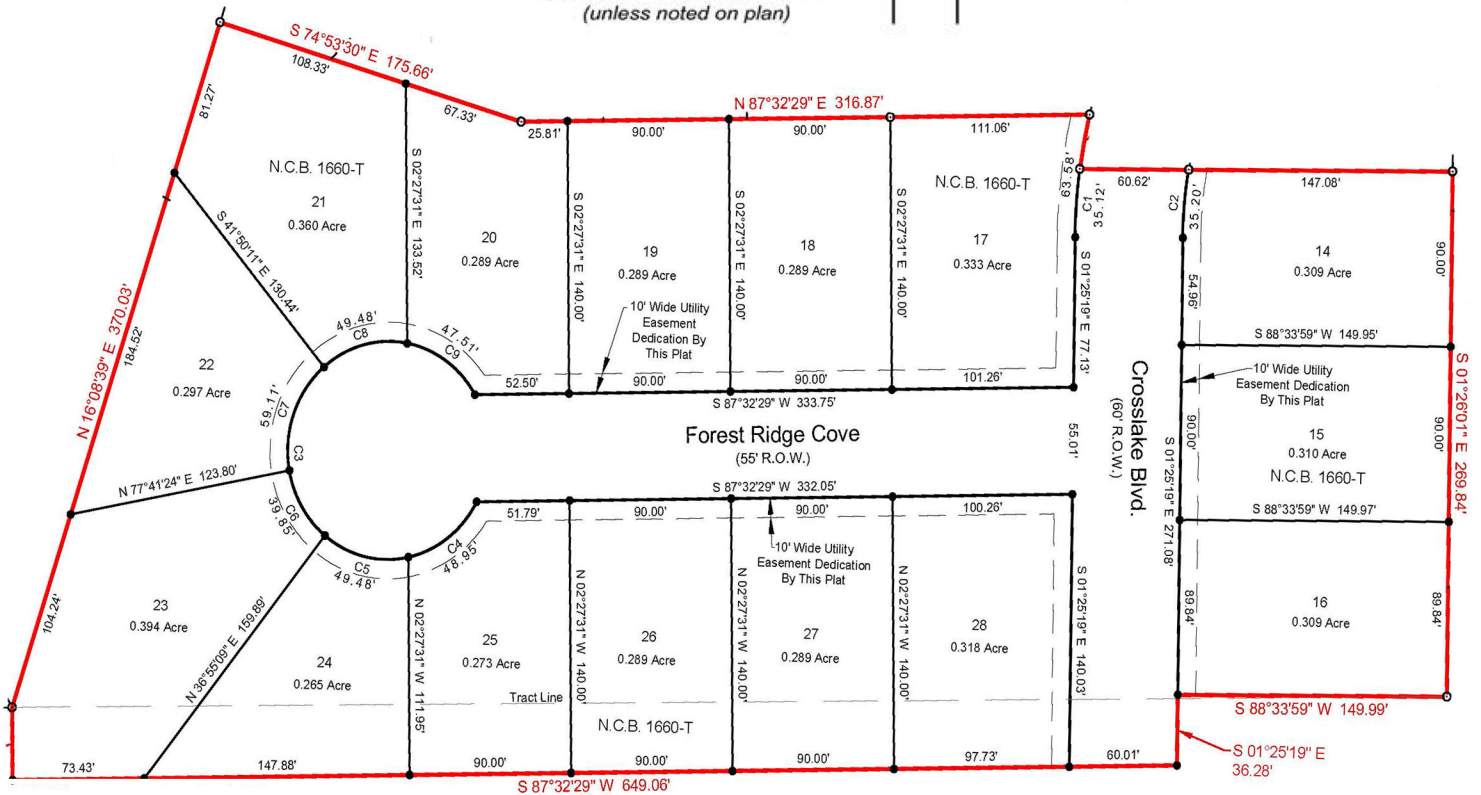 (unless noted on plan)
S 74°53'30" E 175.66'
108.33'
67.33'
81.27'
N 87°32'29" E 316.87'
25.81'
90.00'
90.00'
111.06'
N.C.B. 1660-T
21
0.360 Acre
S 02°27'31" E 133.52'
20
0.289 Acre
S 02°27'31" E 140.00'
19
0.289 Acre
S 02°27'31" E 140.00'
18
0.289 Acre
S 02°27'31" E 140.00'
N.C.B. 1660-T
17
0.333 Acre
63.58'
C1
35.12'
S 01°25'19" E 77.13'
60.62'
147.08'
C2
35.20'
54.96'
14
0.309 Acre
90.00'
S 41°50'11" E 130.44'
N 16°08'39" E 370.03'
184.52'
22
0.297 Acre
49.48'
C8
47.51'
C9
10' Wide Utility
Easement
Dedication By
This Plat
52.50'
90.00'
90.00'
101.26'
S 87°32'29" W 333.75'
59.11'
C7
C3
Forest Ridge Cove
(55' R.O.W.)
55.01'
Crosslake Blvd.
(60' R.O.W.)
S 88°33'59" W 149.95'
10' Wide Utility
Easement Dedication
By This Plat
90.00'
S 01°25'19" E 271.08'
15
0.310 Acre
N.C.B. 1660-T
90.00'
S 01°26'01" E 269.84'
N 77°41'24" E 123.80'
C6
39.85'
C5
49.48'
C4
48.95'
S 87°32'29" W 332.05'
51.79'
90.00'
90.00'
100.26'
10' Wide Utility
Easement Dedication
By This Plat
S 88°33'59" W 149.97'
104.24'
23
0.394 Acre
N 36°55'09" E 159.89'
24
0.265 Acre
N 02°27'31" W 111.95'
25
0.273 Acre
N 02°27'31" W 140.00'
26
0.289 Acre
N 02°27'31" W 140.00'
27
0.289 Acre
N 02°27'31" W 140.00'
28
0.318 Acre
S 01°25'19" E 140.03'
89.84'
16
0.309 Acre
89.84'
Tract Line
N.C.B. 1660-T
S 88°33'59" W 149.99'
73.43'
147.88'
90.00'
90.00'
90.00'
97.73'
60.01'
S 01°25'19" E
36.28'
S 87°32'29" W 649.06'